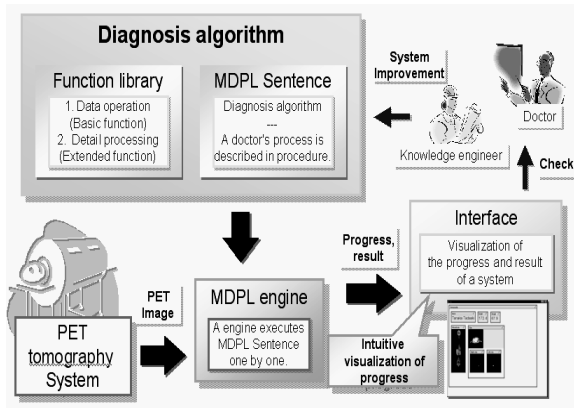 Diagnosis algorithm
Function library
1. Data operation
(Basic function)
2. Detail processing
(Extended function)
MDPL Sentence
Diagnosis algorithm
---
A doctor's process is
described in procedure.
System
Improvement
Doctor
Knowledge engineer
Check
PET
tomography
System
PET
Image
MDPL engine
A engine executes
MDPL Sentence
one by one.
Progress,
result
Interface
Visualization of
the progress and result
of a system
Intuitive
visualization of
progress